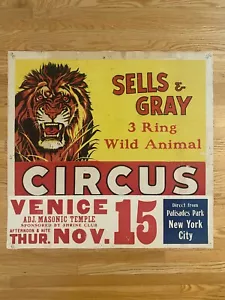 SELLS &
GRAY
3 Ring
Wild Animal
CIRCUS
VENICE
ADJ. MASONIC TEMPLE
SPONSORED BY SHRINE CLUB
AFTERNOON & NITE
THUR. NOV. 15
Direct from
Palisades Park
New York
City